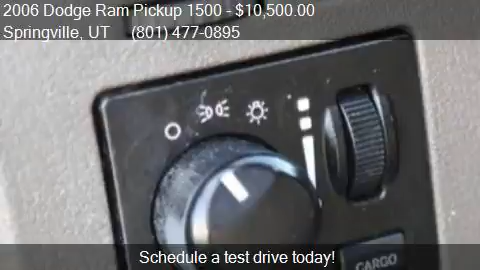 2006 Dodge Ram Pickup 1500 - $10,500.00
Springville, UT (801) 477-0895
CARGO
Schedule a test drive today!